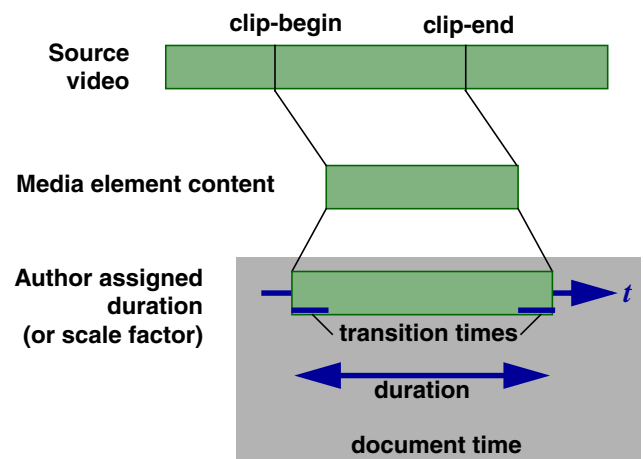 clip-begin
clip-end
Source
video
Media element content
Author assigned
duration
(or scale factor)
t
transition times
duration
document time